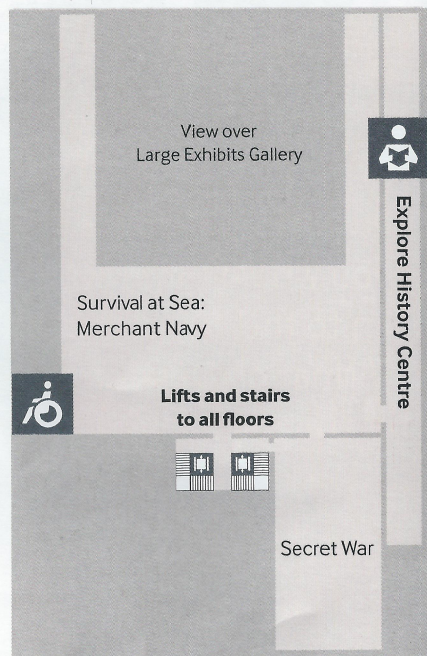 View over
Large Exhibits Gallery
Explore History Centre
Survival at Sea:
Merchant Navy
Lifts and stairs
to all floors
Secret War